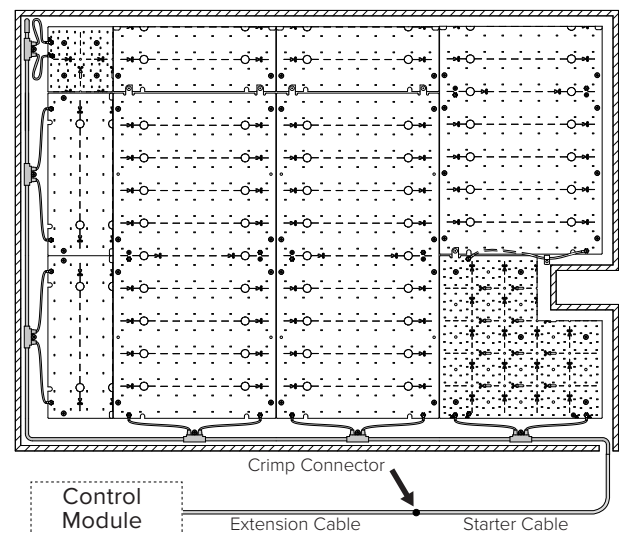 Crimp Connector
Control
Module
Extension Cable
Starter Cable